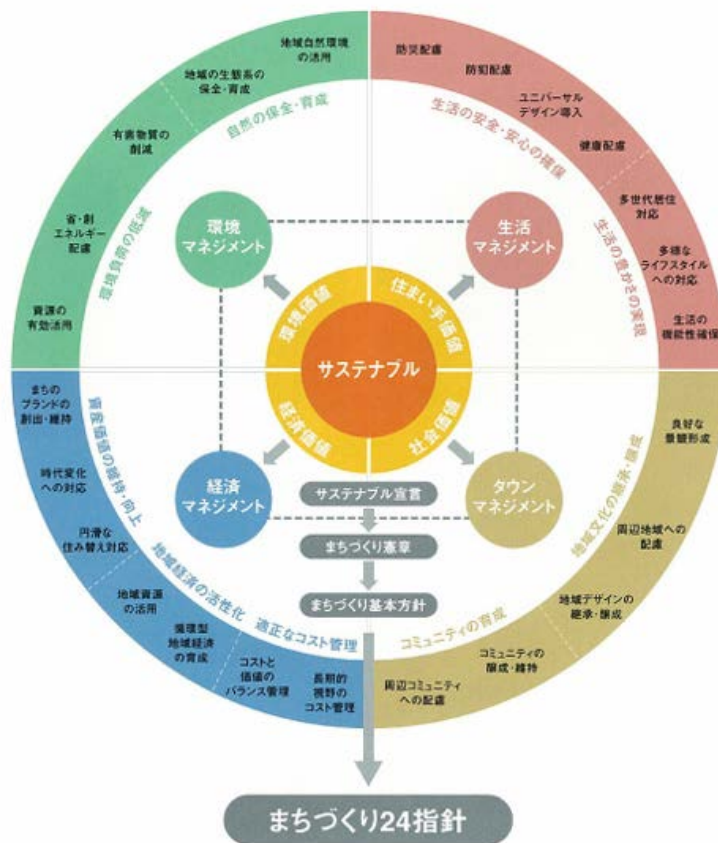 地域自然環境
の活用
地域の生態系の
保全・育成
有害物質の
削減
省・創
エネルギー
配慮
資源の
有効活用
自然の保全・育成
環境負荷の低減
防災配慮
防犯配慮
ユニバーサル
デザイン導入
健康配慮
多世代居住
対応
多様な
ライフスタイル
への対応
生活の
機能性確保
生活の安全・安心の確保
生活の豊かさの実現
環境
マネジメント
生活
マネジメント
環境価値
住まい手価値
サステナブル
経済価値
社会価値
経済
マネジメント
タウン
マネジメント
サステナブル宣言
まちづくり憲章
まちづくり基本方針
まちの
ブランドの
創出・維持
時代変化
への対応
円滑な
住み替え対応
地域資源
の活用
循環型
地域経済
の育成
コストと
価値の
バランス管理
長期的
視野の
コスト管理
資産価値の維持・向上
地域経済の活性化
適正なコスト管理
良好な
景観形成
周辺地域への
配慮
地域デザインの
継承・醸成
コミュニティの
醸成・維持
周辺コミュニティ
への配慮
地域文化の継承・醸成
コミュニティの育成
まちづくり24指針